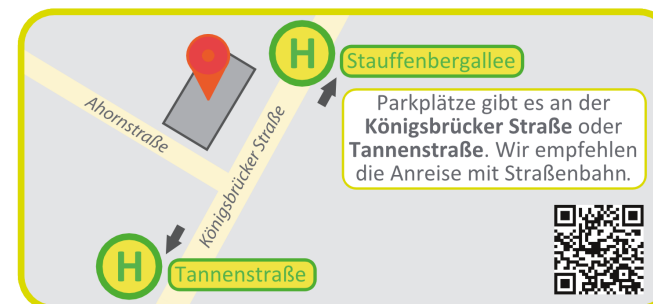 H
Stauffenbergallee
Parkplätze gibt es an der
Königsbrücker Straße oder
Tannenstraße. Wir empfehlen
die Anreise mit Straßenbahn.
Ahornstraße
Königsbrücker Straße
H
Tannenstraße